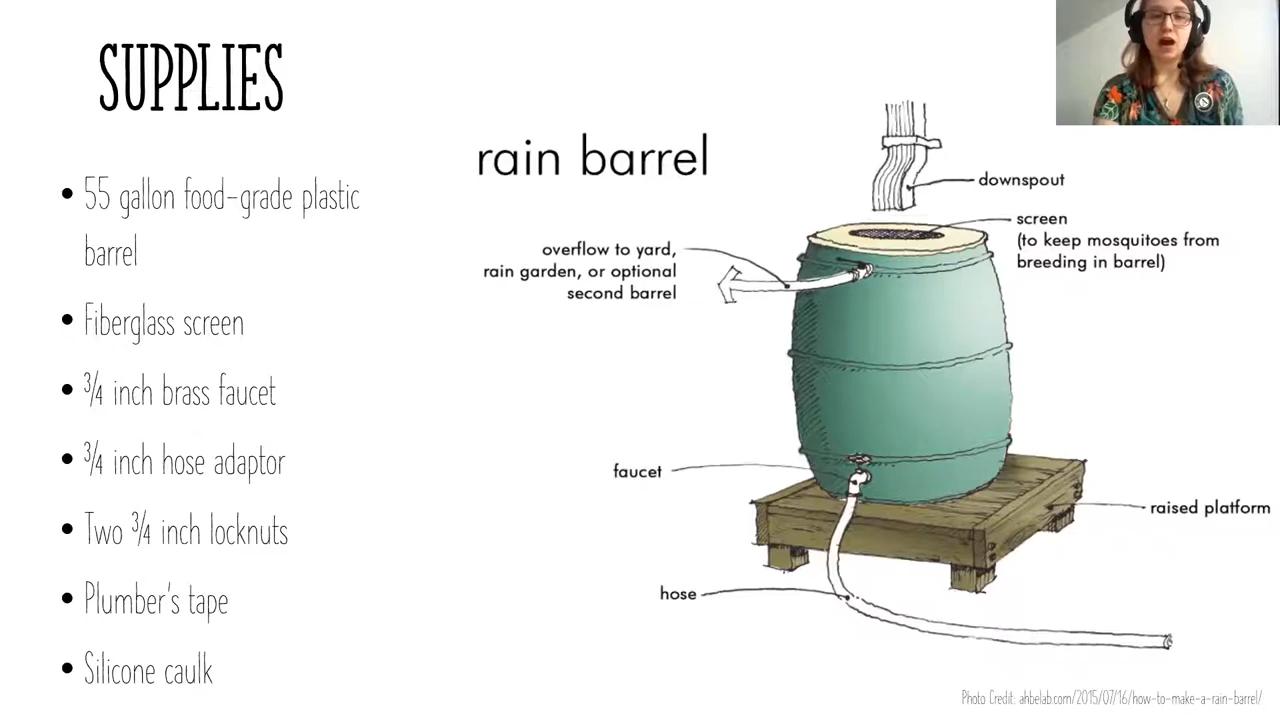 SUPPLIES
• 55 gallon food-grade plastic
barrel
• Fiberglass screen
• ¾ inch brass faucet
• ¾ inch hose adaptor
• Two ¾ inch locknuts
• Plumber's tape
• Silicone caulk
rain barrel
downspout
screen
(to keep mosquitoes from
breeding in barrel)
overflow to yard,
rain garden, or optional
second barrel
faucet
raised platform
hose
Photo Credit: ahbelab.com/2015/07/16/how-to-make-a-rain-barrel/